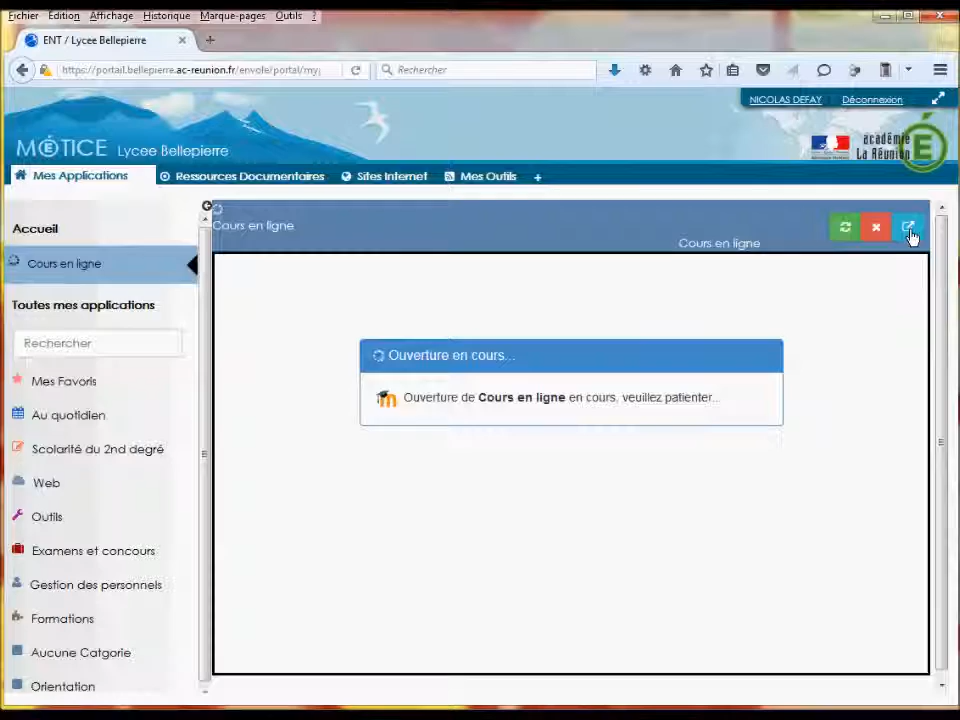 Fichier Edition Affichage Historique Marque-pages Outils ?
ENT / Lycee Bellepierre
https://portail.bellepierre.ac-reunion.fr/envole/portal/my
Rechercher
NICOLAS DEFAY Déconnexion
MÉTICE Lycee Bellepierre
académie
La Réunion
Mes Applications Ressources Documentaires Sites Internet Mes Outils +
Accueil
Cours en ligne
Toutes mes applications
Rechercher
Mes Favoris
Au quotidien
Scolarité du 2nd degré
Web
Outils
Examens et concours
Gestion des personnels
Formations
Aucune Catgorie
Orientation
Cours en ligne
Cours en ligne
Ouverture en cours...
Ouverture de Cours en ligne en cours, veuillez patienter...